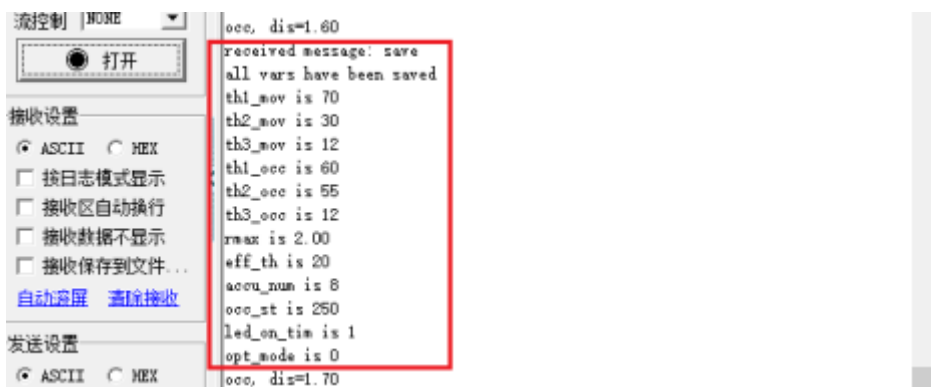 流控制 NONE
打开
接收设置
ASCII HEX
按日志模式显示
接收区自动换行
接收数据不显示
接收保存到文件...
自动滚屏 清除接收
发送设置
ASCII HEX
occ, dis=1.60
received message: save
all vars have been saved
th1_mov is 70
th2_mov is 30
th3_mov is 12
th1_occ is 60
th2_occ is 55
th3_occ is 12
rmax is 2.00
eff_th is 20
accu_num is 8
occ_st is 250
led_on_tim is 1
opt_mode is 0
occ, dis=1.70